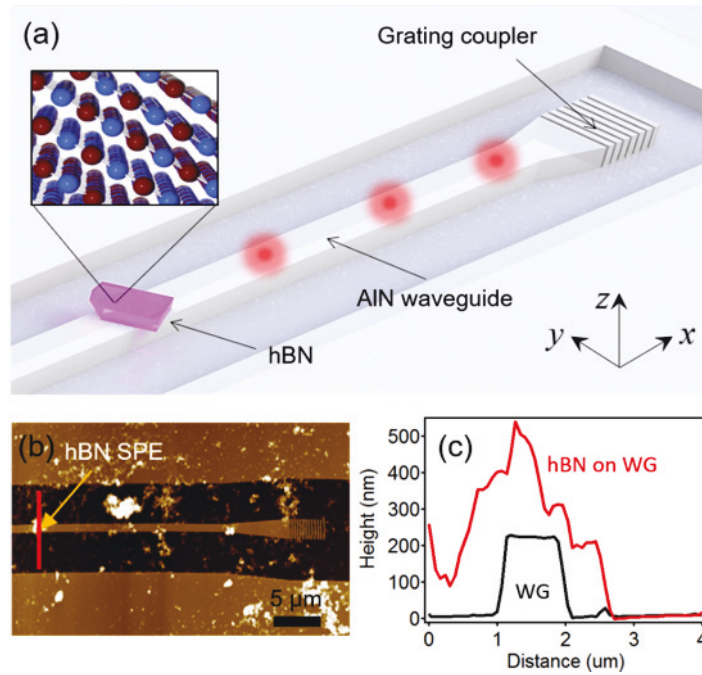 (a)
Grating coupler
AlN waveguide
hBN
z
y
x
(b)
hBN SPE
5 μm
(c)
hBN on WG
WG
Height (nm)
500
400
300
200
100
0
0
1
2
3
4
Distance (um)